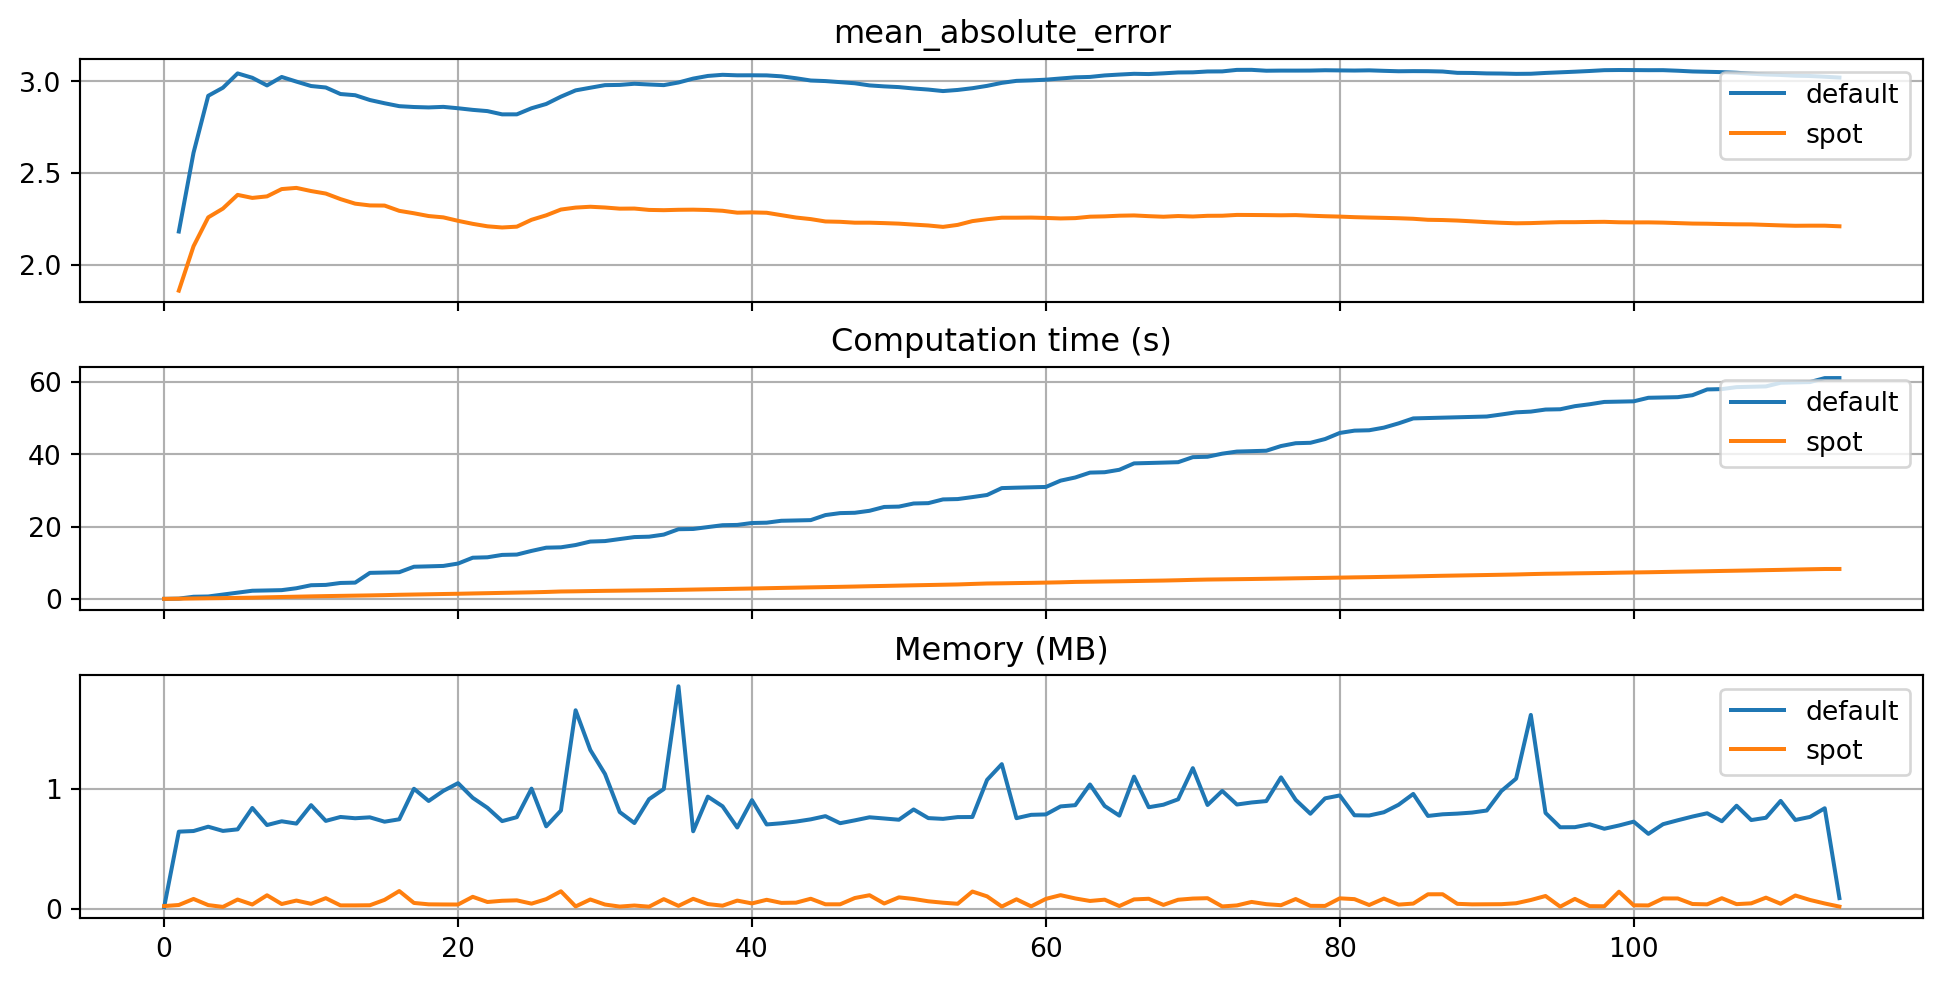 mean_absolute_error
3.0
2.5
2.0
default
spot
Computation time (s)
60
40
20
0
default
spot
Memory (MB)
1
0
default
spot
0 20 40 60 80 100